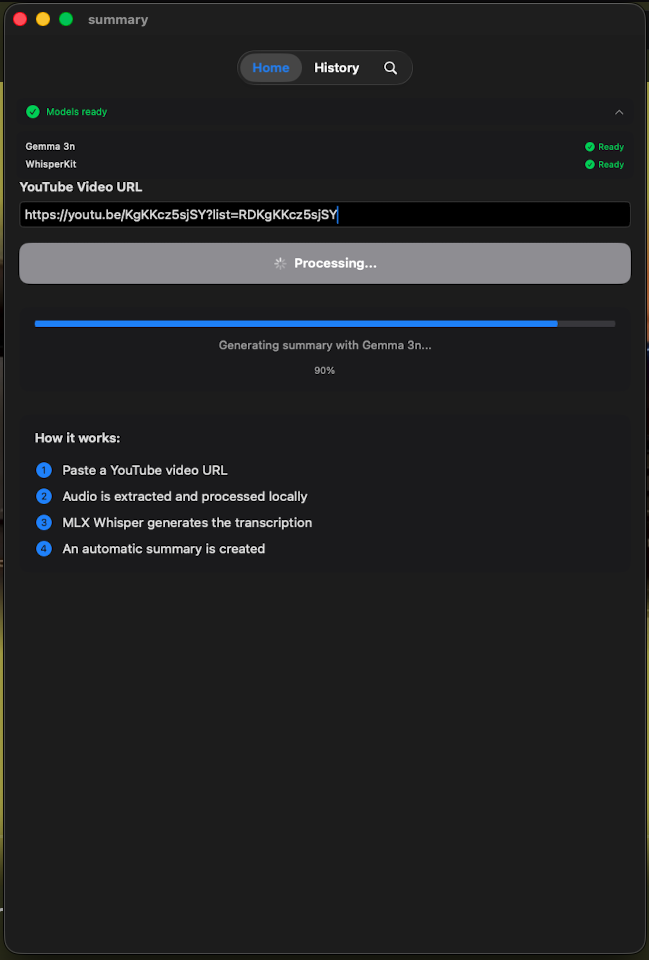 summary
Home History
Models ready
Gemma 3n Ready
WhisperKit Ready
YouTube Video URL
https://youtu.be/KgKKcz5sjSY?list=RDKgKKcz5sjSY
Processing...
Generating summary with Gemma 3n...
90%
How it works:
1 Paste a YouTube video URL
2 Audio is extracted and processed locally
3 MLX Whisper generates the transcription
4 An automatic summary is created